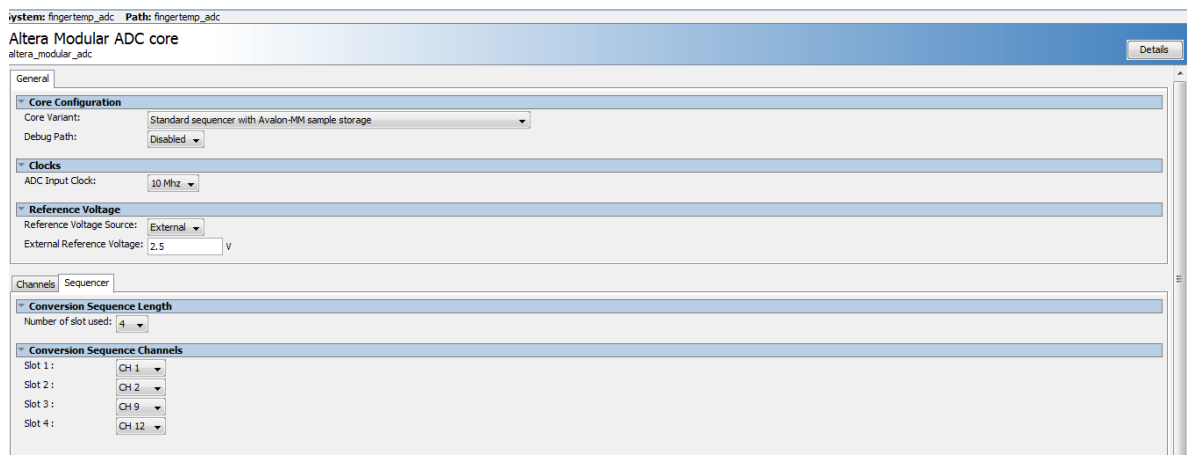 System: fingertemp_adc Path: fingertemp_adc
Altera Modular ADC core
altera_modular_adc
Details
General
Core Configuration
Core Variant: Standard sequencer with Avalon-MM sample storage
Debug Path: Disabled
Clocks
ADC Input Clock: 10 Mhz
Reference Voltage
Reference Voltage Source: External
External Reference Voltage: 2.5 V
Channels Sequencer
Conversion Sequence Length
Number of slot used: 4
Conversion Sequence Channels
Slot 1 : CH 1
Slot 2 : CH 2
Slot 3 : CH 9
Slot 4 : CH 12